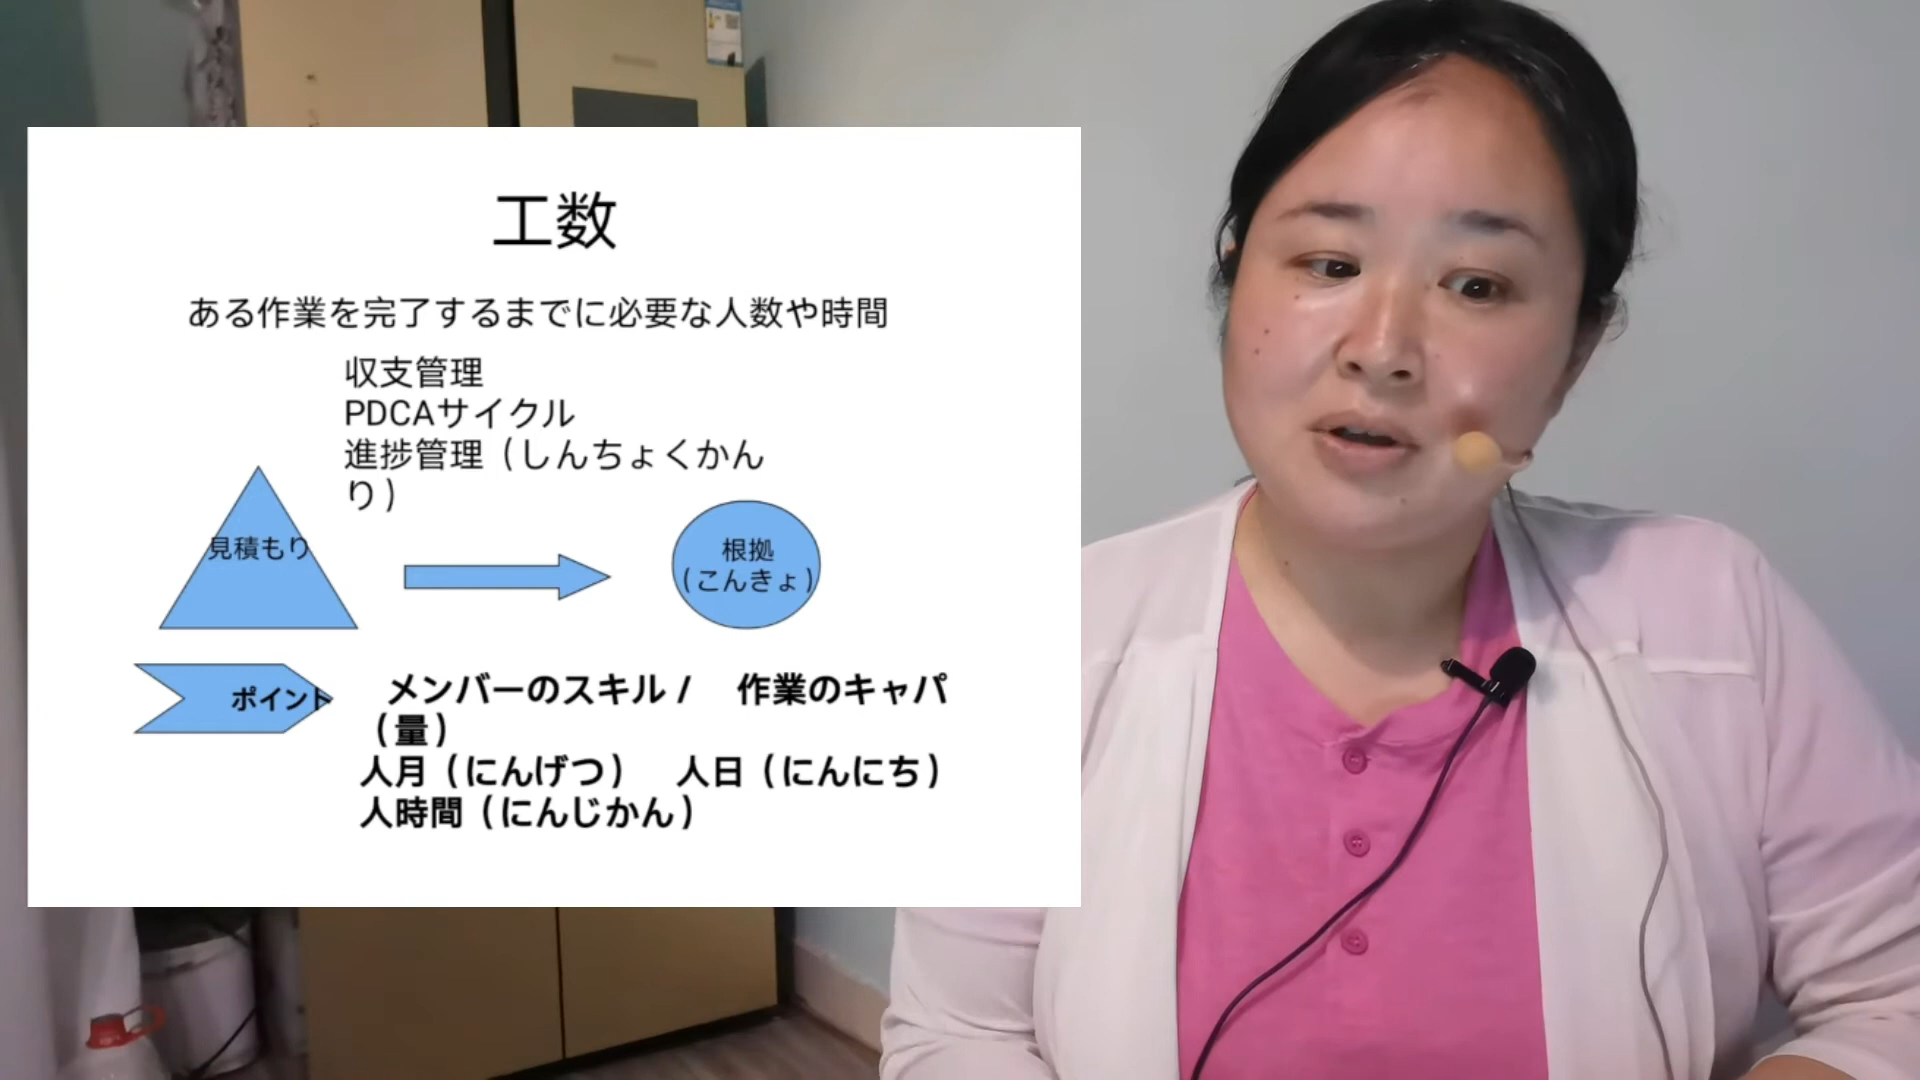 工数
ある作業を完了するまでに必要な人数や時間
収支管理
PDCAサイクル
進捗管理（しんちょくかん
り）
見積もり
根拠
（こんきょ）
ポイント
メンバーのスキル / 作業のキャパ
（量）
人月（にんげつ） 人日（にんにち）
人時間（にんじかん）